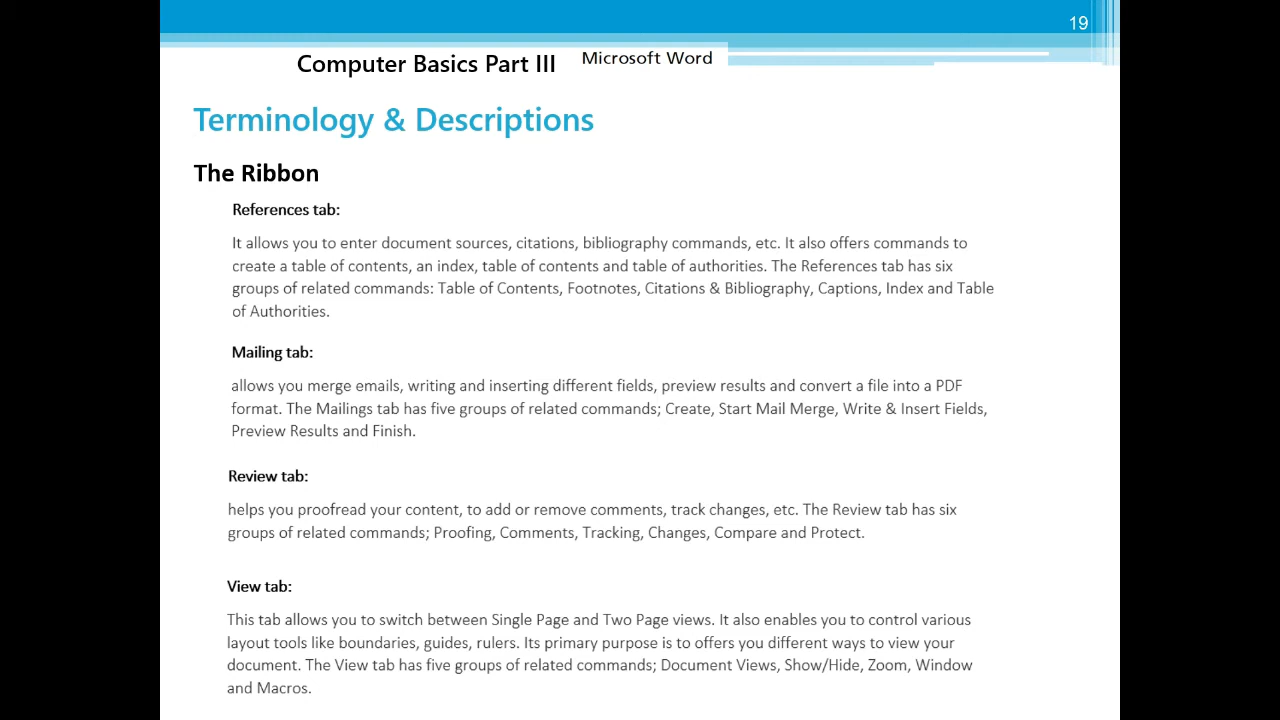 19
Computer Basics Part III Microsoft Word
Terminology & Descriptions
The Ribbon
References tab:
It allows you to enter document sources, citations, bibliography commands, etc. It also offers commands to
create a table of contents, an index, table of contents and table of authorities. The References tab has six
groups of related commands: Table of Contents, Footnotes, Citations & Bibliography, Captions, Index and Table
of Authorities.
Mailing tab:
allows you merge emails, writing and inserting different fields, preview results and convert a file into a PDF
format. The Mailings tab has five groups of related commands; Create, Start Mail Merge, Write & Insert Fields,
Preview Results and Finish.
Review tab:
helps you proofread your content, to add or remove comments, track changes, etc. The Review tab has six
groups of related commands; Proofing, Comments, Tracking, Changes, Compare and Protect.
View tab:
This tab allows you to switch between Single Page and Two Page views. It also enables you to control various
layout tools like boundaries, guides, rulers. Its primary purpose is to offers you different ways to view your
document. The View tab has five groups of related commands; Document Views, Show/Hide, Zoom, Window
and Macros.